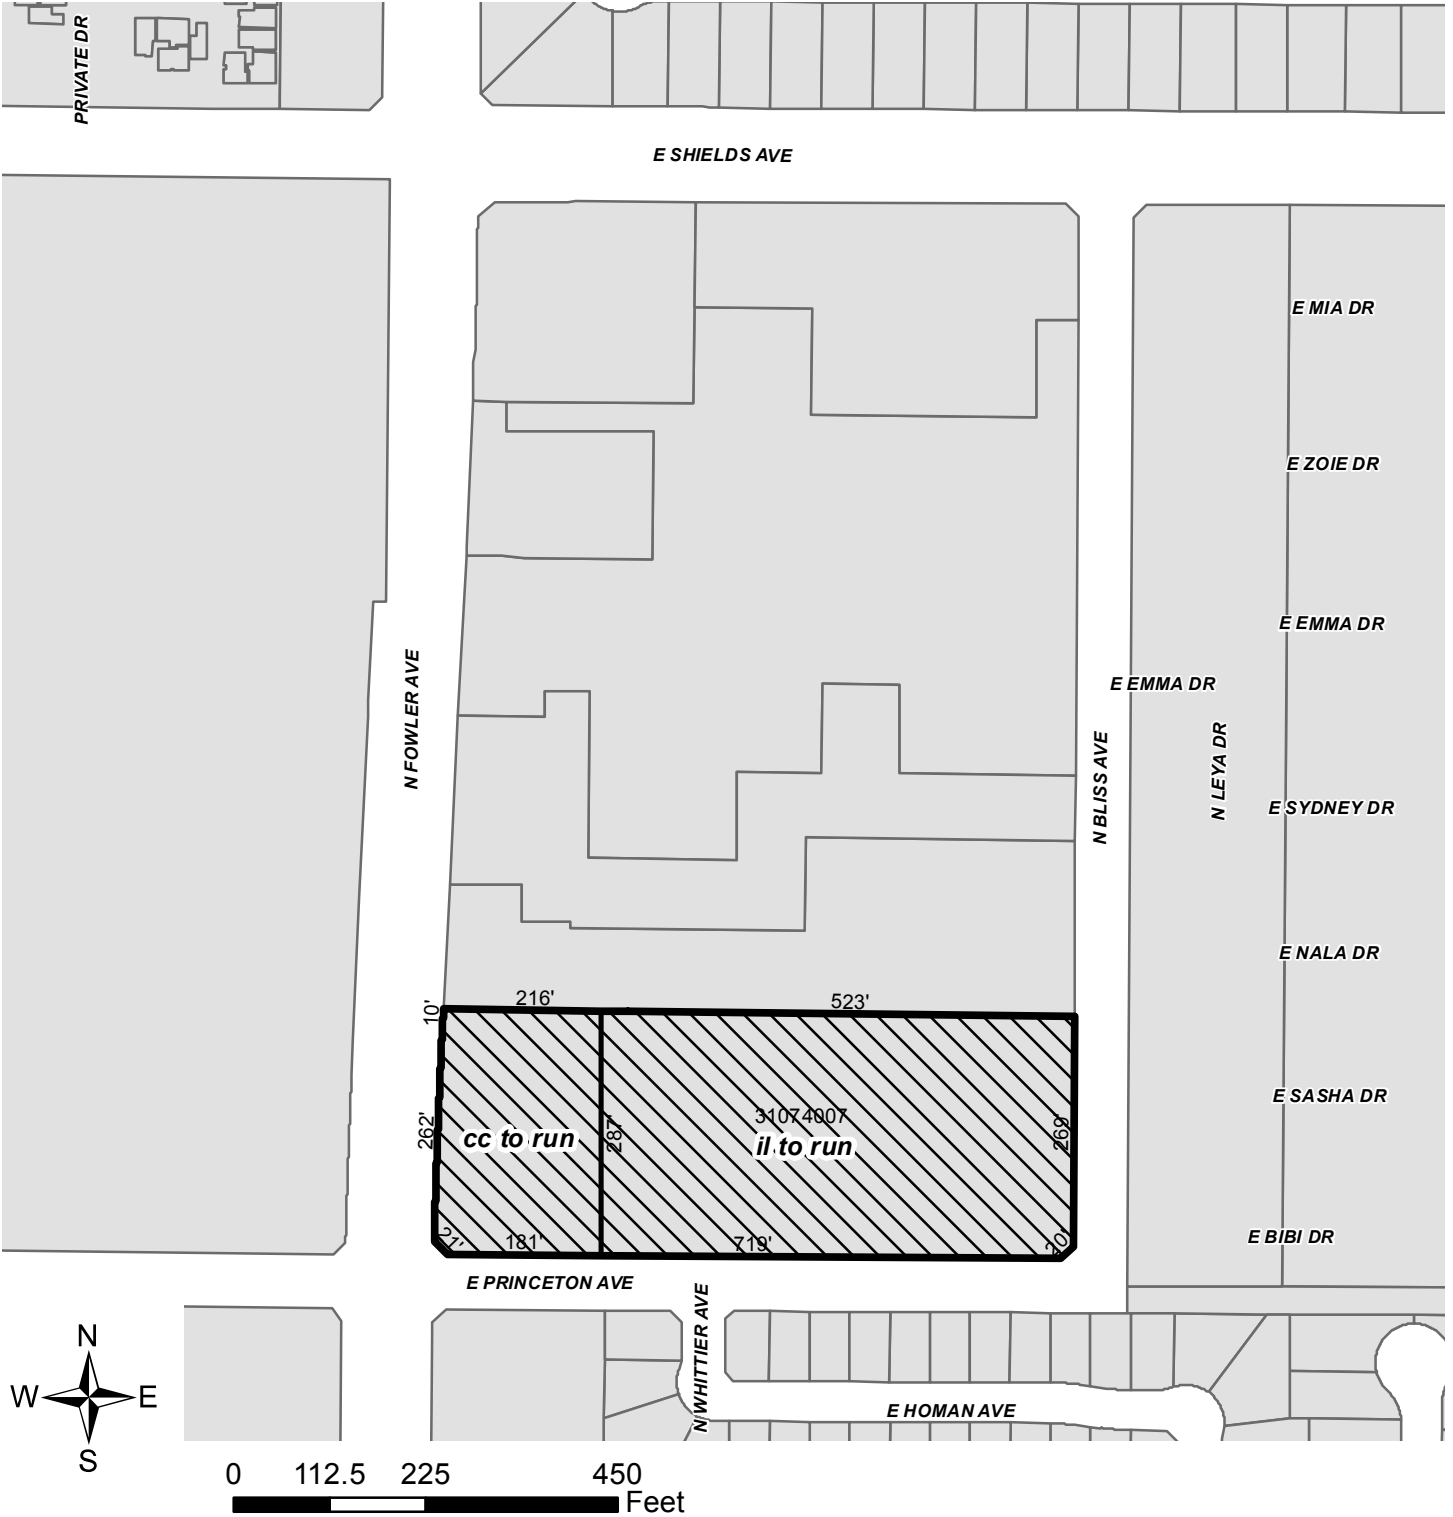 PRIVATE DR
E SHIELDS AVE
E MIA DR
E ZOIE DR
E EMMA DR
N FOWLER AVE
E EMMA DR
N LEYA DR
N BLISS AVE
E SYDNEY DR
E NALA DR
216'
523'
10'
E SASHA DR
31074007
262'
cc to run
287'
il to run
269'
21'
181'
719'
20'
E BIBI DR
E PRINCETON AVE
N WHITTIER AVE
E HOMAN AVE
N
W
E
S
0 112.5 225 450
Feet